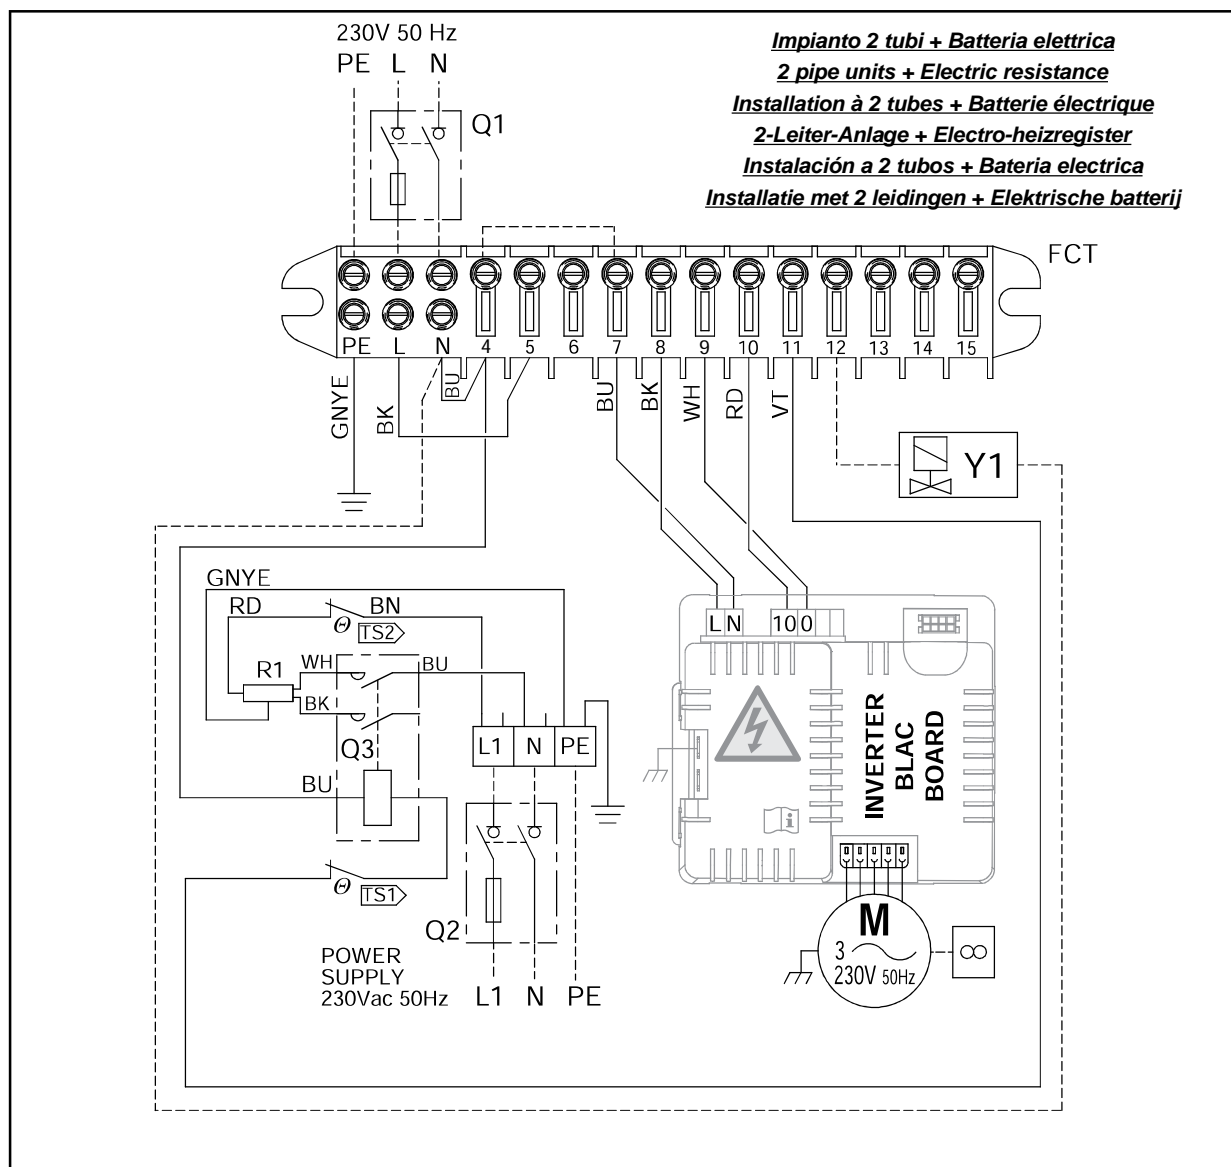 230V 50 Hz
PE L N
Q1
Impianto 2 tubi + Batteria elettrica
2 pipe units + Electric resistance
Installation à 2 tubes + Batterie électrique
2-Leiter-Anlage + Electro-heizregister
Instalación a 2 tubos + Bateria electrica
Installatie met 2 leidingen + Elektrische batterij
FCT
PE L N 4 5 6 7 8 9 10 11 12 13 14 15
GNYE BK BU BU BK WH RD VT
Y1
GNYE
RD BN
Θ TS2
R1 WH BU
BK
Q3
BU
Θ TS1
L1 N PE
Q2
POWER
SUPPLY
230Vac 50Hz
L1 N PE
L N 10 0
INVERTER
BLAC
BOARD
i
M
3
230V 50Hz
8